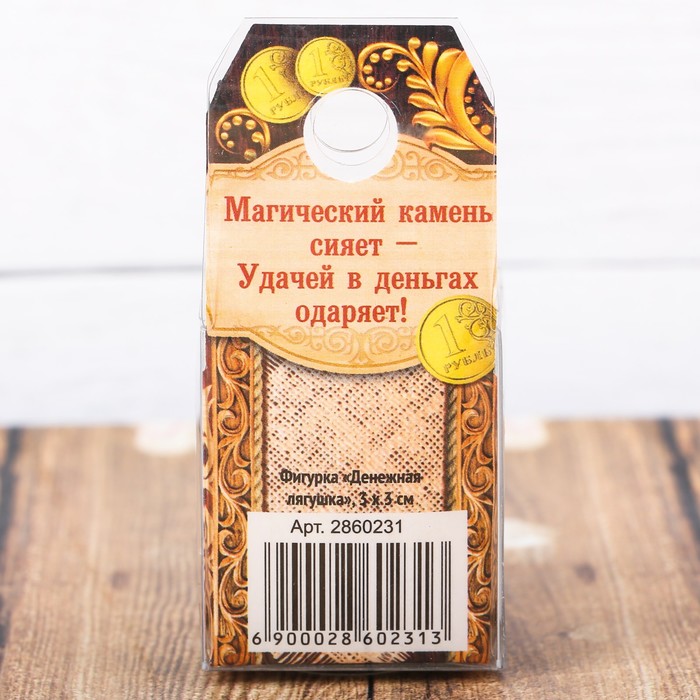 1 РУБЛЬ
1 РУБЛЬ
Магический камень
сияет —
Удачей в деньгах
одаряет!
1 РУБЛЬ
Фигурка «Денежная
лягушка», 3 х 3 см
Арт. 2860231
6 900028 602313